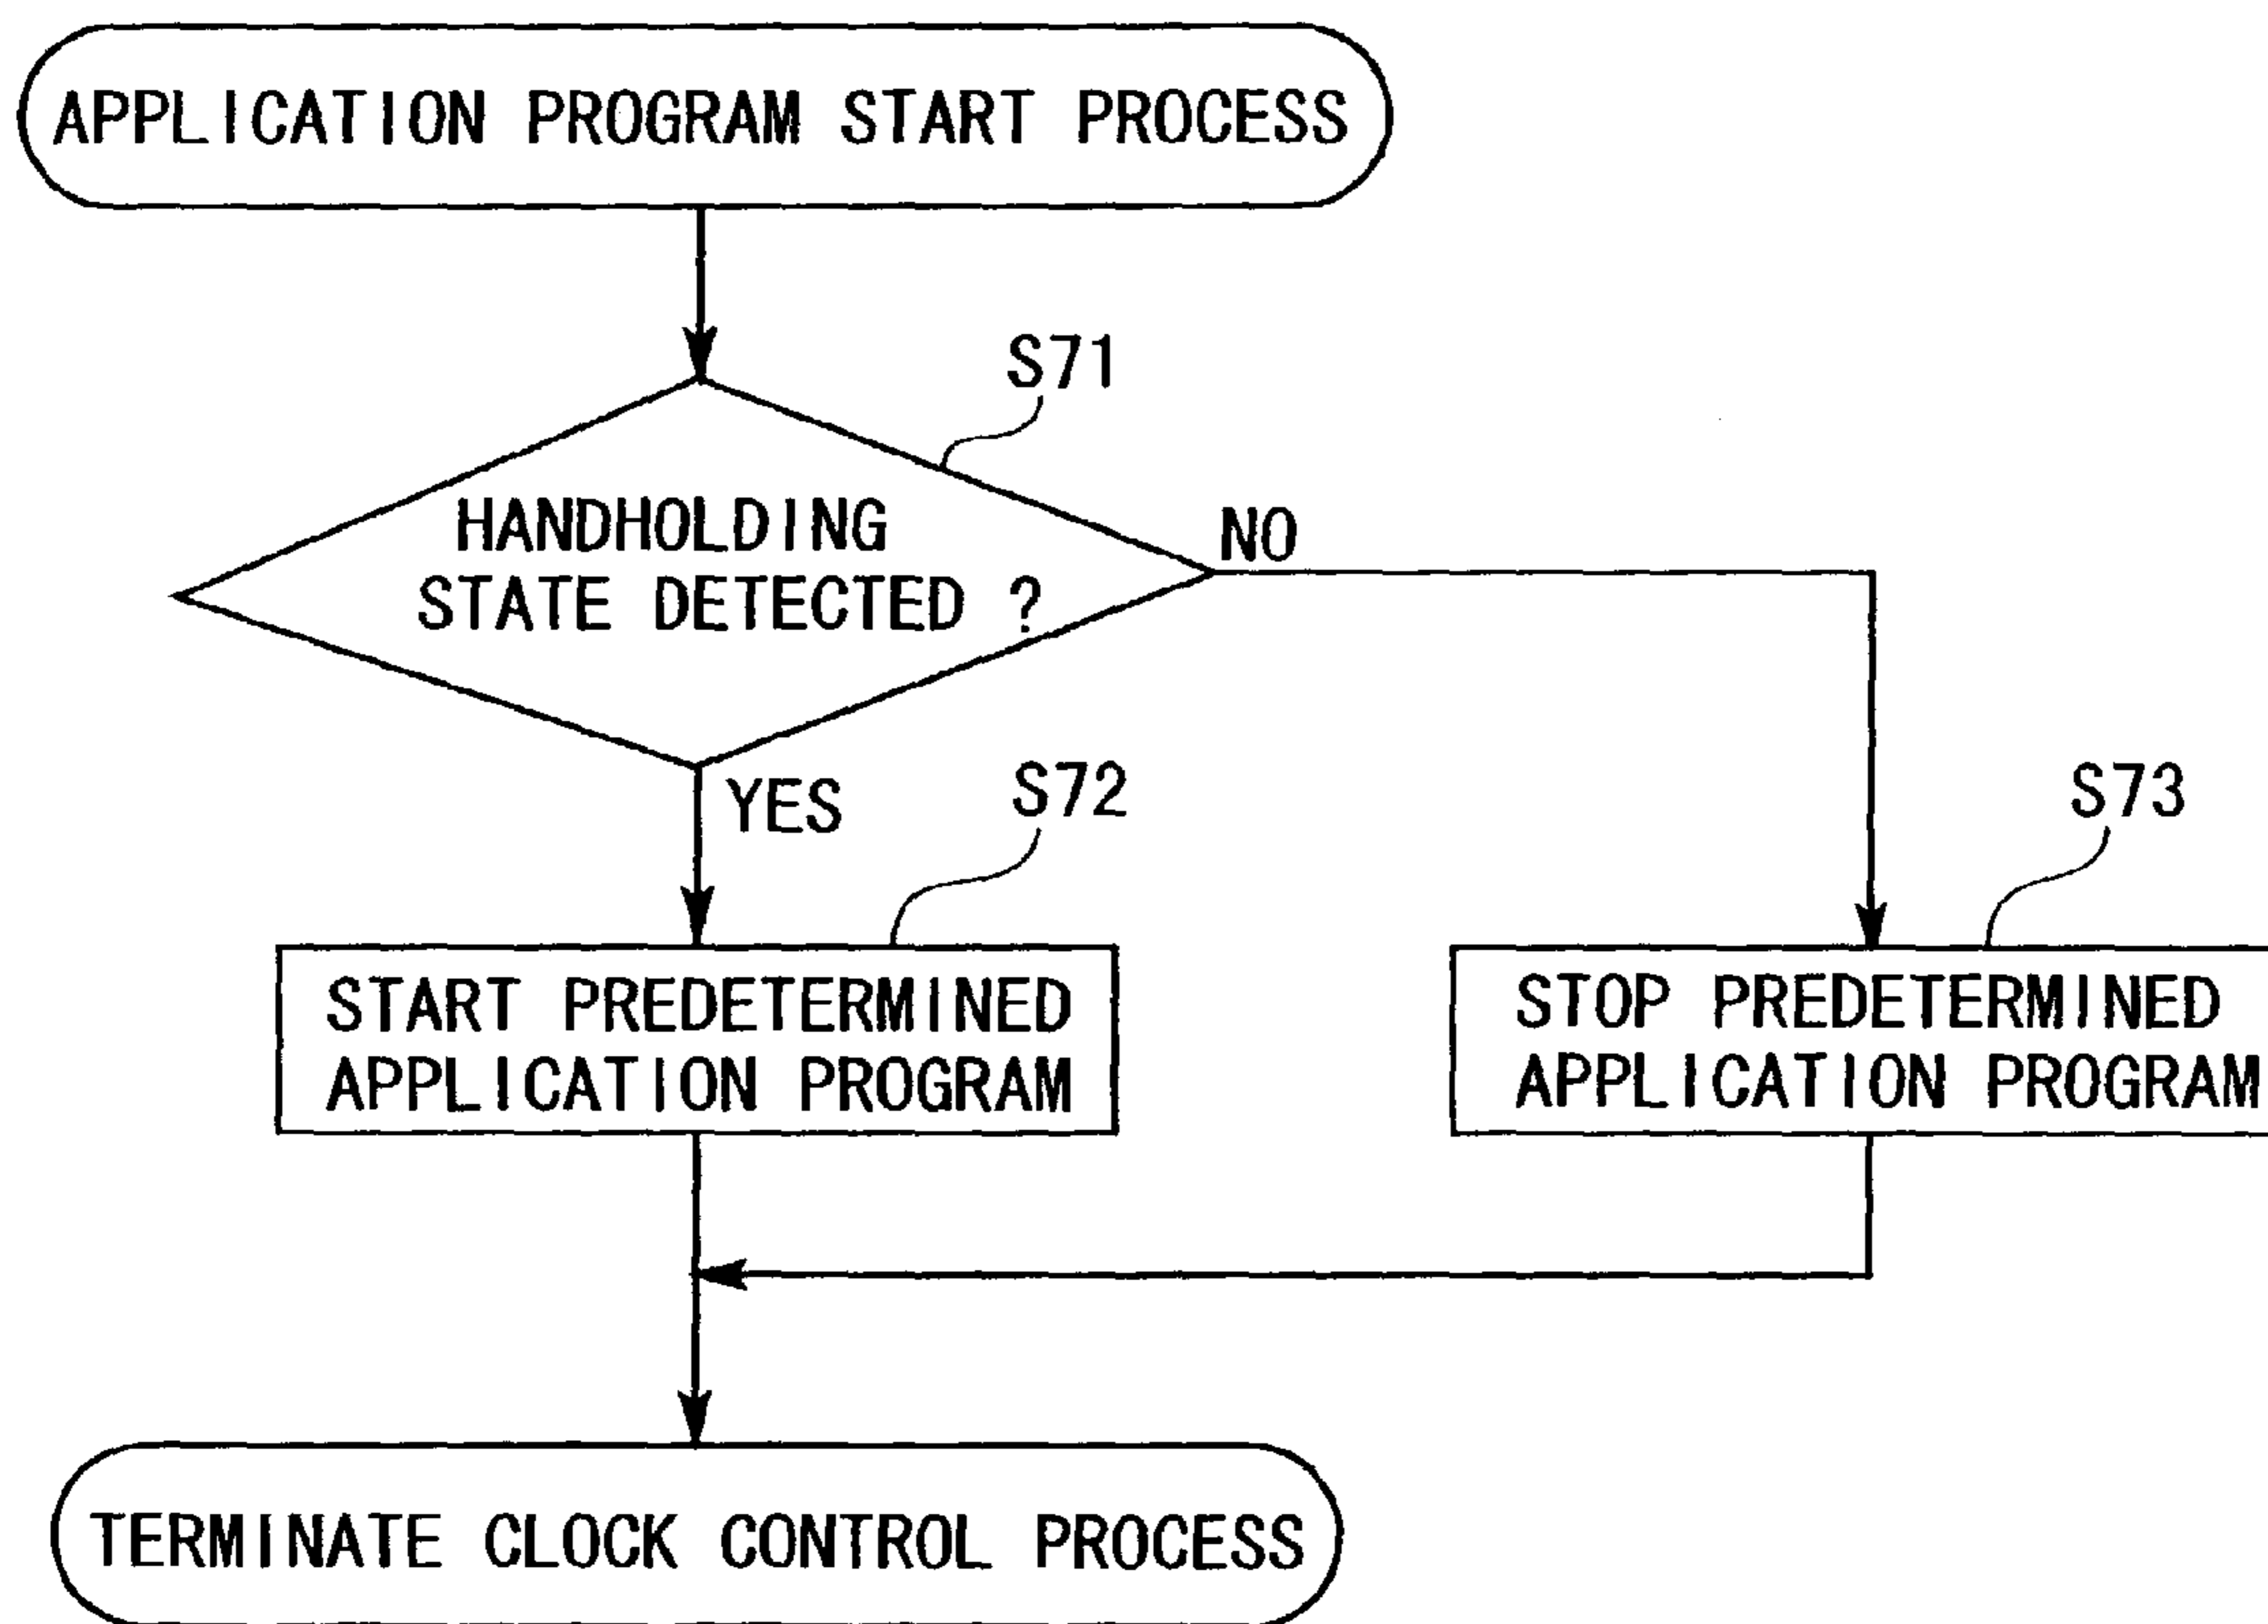 APPLICATION PROGRAM START PROCESS
S71
HANDHOLDING
STATE DETECTED ?
NO
YES
S72
S73
START PREDETERMINED
APPLICATION PROGRAM
STOP PREDETERMINED
APPLICATION PROGRAM
TERMINATE CLOCK CONTROL PROCESS